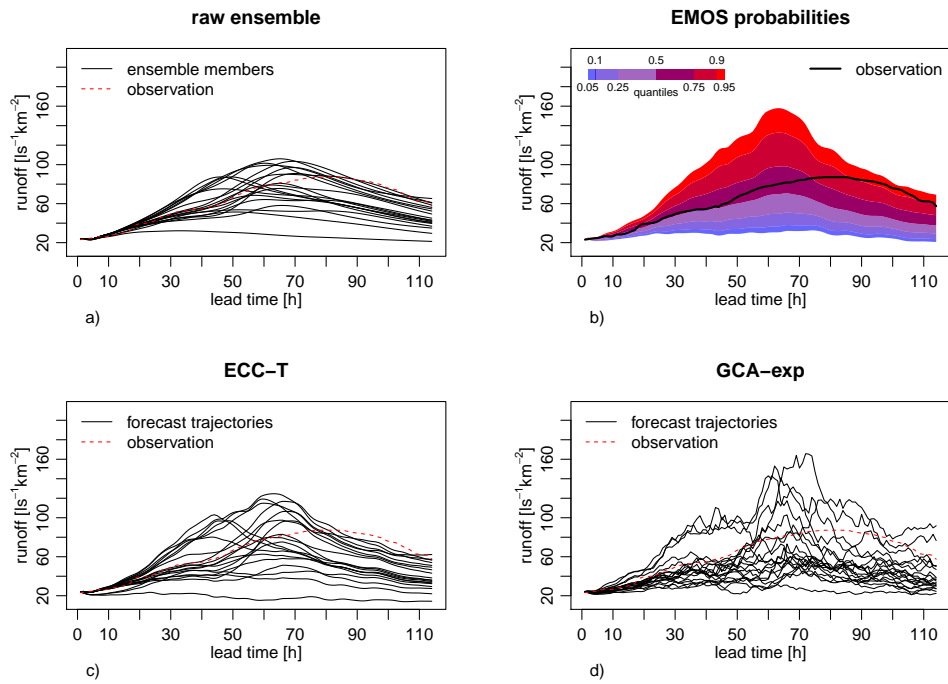 raw ensemble
runoff [ls⁻¹km⁻²]
20 60 100 160
ensemble members
observation
0 10 30 50 70 90 110
lead time [h]
a)
EMOS probabilities
runoff [ls⁻¹km⁻²]
20 60 100 160
0.1 0.5 0.9
0.05 0.25 0.75 0.95
quantiles
observation
0 10 30 50 70 90 110
lead time [h]
b)
ECC−T
runoff [ls⁻¹km⁻²]
20 60 100 160
forecast trajectories
observation
0 10 30 50 70 90 110
lead time [h]
c)
GCA−exp
runoff [ls⁻¹km⁻²]
20 60 100 160
forecast trajectories
observation
0 10 30 50 70 90 110
lead time [h]
d)